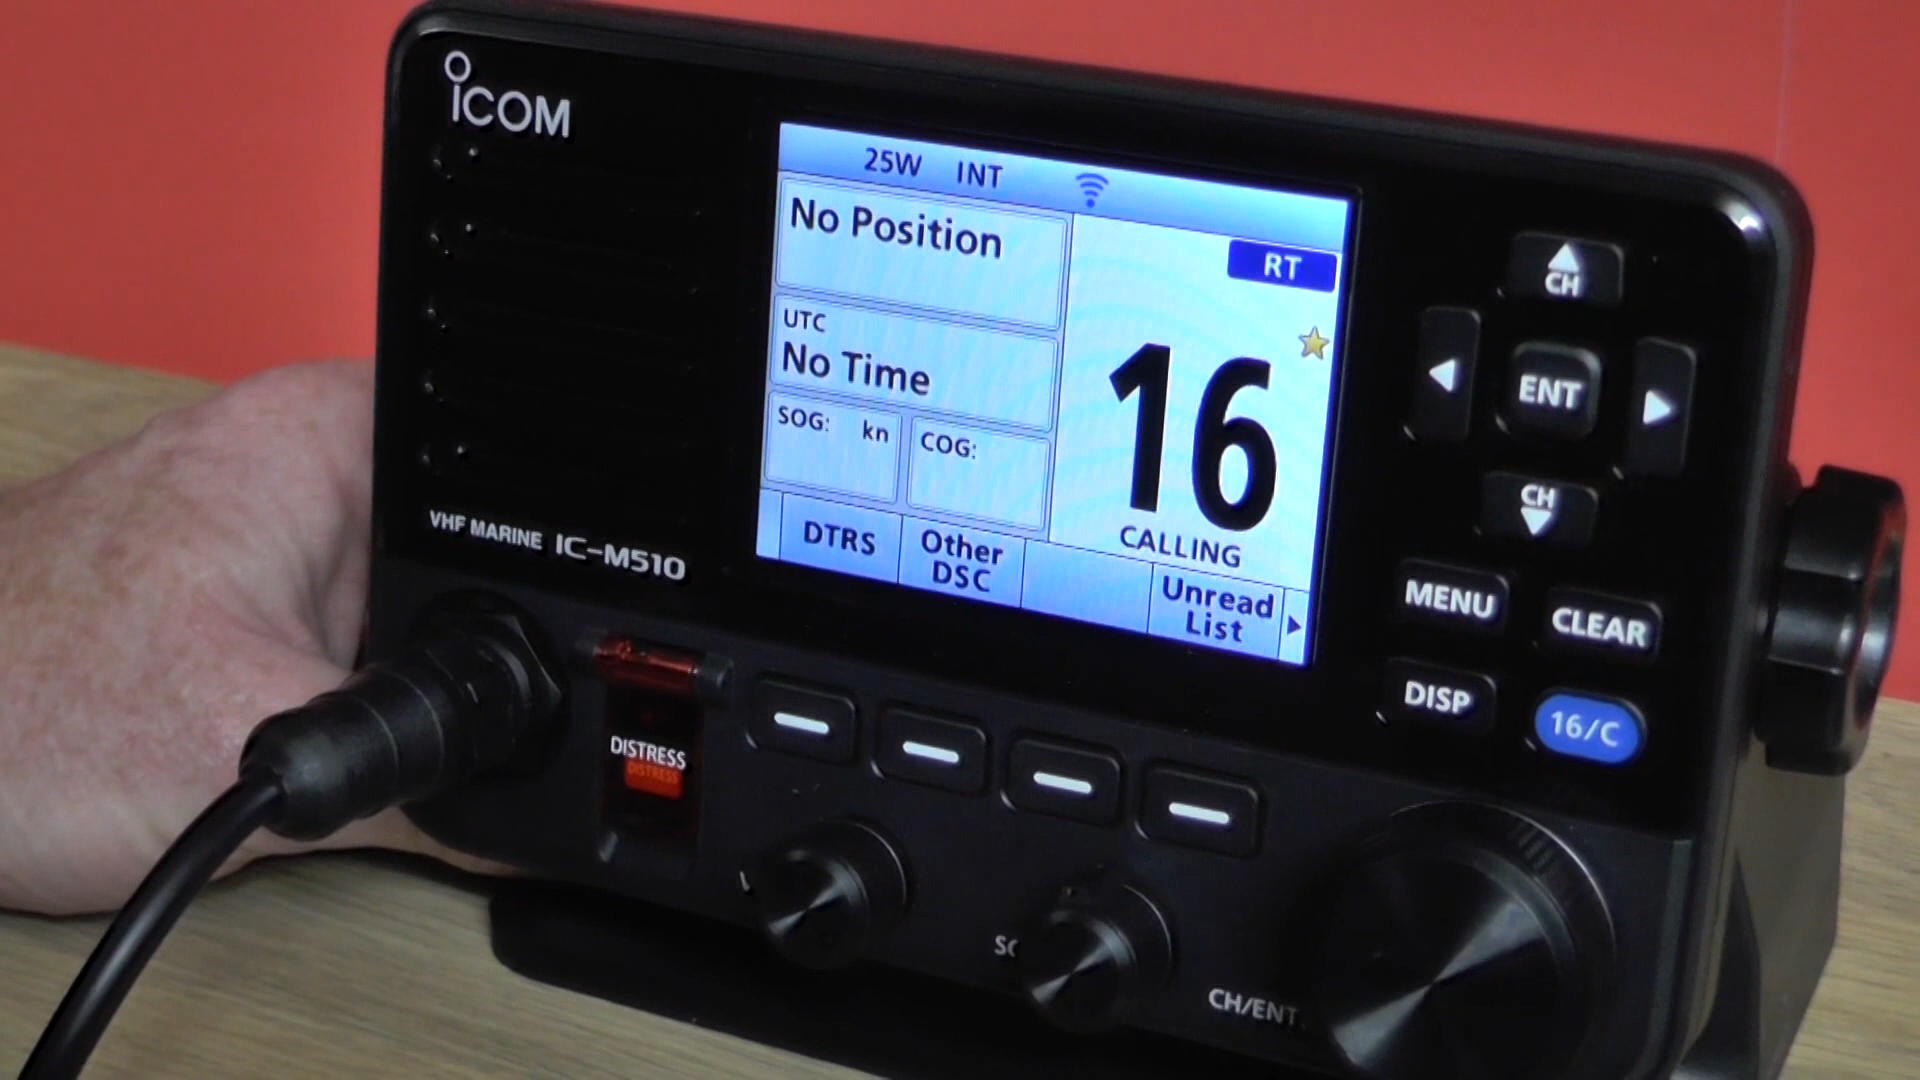 ICOM
25W INT
No Position
RT
UTC
No Time
16
SOG: kn
COG:
CALLING
DTRS
Other
DSC
Unread
List
VHF MARINE IC-M510
CH
ENT
CH
MENU
CLEAR
DISP
16/C
DISTRESS
DISTRESS
CH/ENT